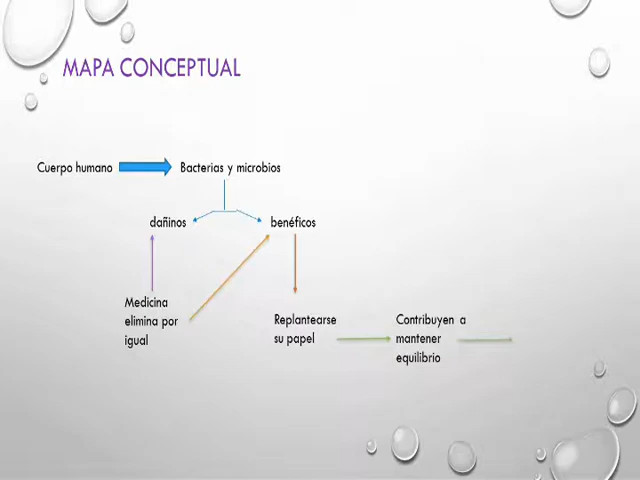 MAPA CONCEPTUAL
Cuerpo humano
Bacterias y microbios
dañinos
benéficos
Medicina
elimina por
igual
Replantearse
su papel
Contribuyen a
mantener
equilibrio